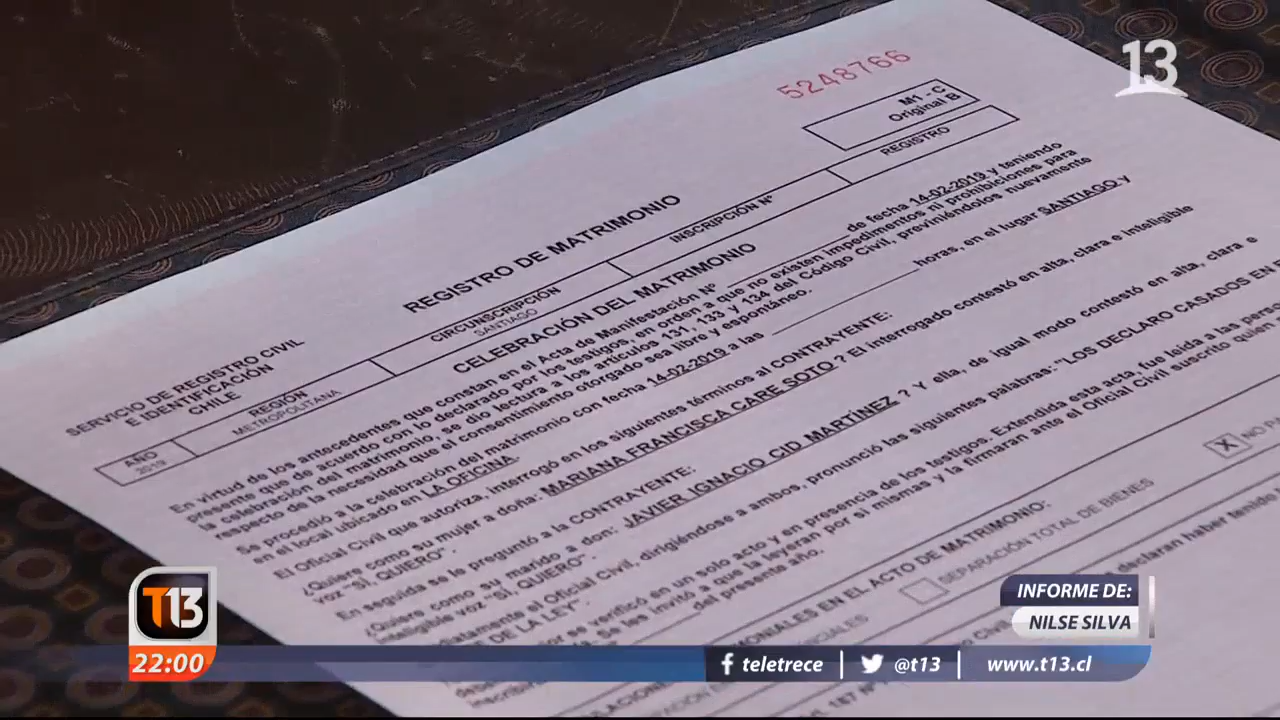 13
5248766
M1 - C
Original B
REGISTRO
REGISTRO DE MATRIMONIO
INSCRIPCIÓN N°
CIRCUNSCRIPCIÓN
SANTIAGO
SERVICIO DE REGISTRO CIVIL
E IDENTIFICACIÓN
CHILE
REGIÓN
METROPOLITANA
AÑO
2019
CELEBRACIÓN DEL MATRIMONIO
En virtud de los antecedentes que constan en el Acta de Manifestación N° de fecha 14-02-2019 y teniendo
presente que de acuerdo con lo declarado por los testigos, en orden a que no existen impedimentos ni prohibiciones para
la celebración del matrimonio, se dio lectura a los artículos 131, 133 y 134 del Código Civil, previniéndolos nuevamente
respecto de la necesidad que el consentimiento otorgado sea libre y espontáneo.
Se procedió a la celebración del matrimonio con fecha 14-02-2019 a las horas, en el lugar SANTIAGO y
en el local ubicado en LA OFICINA
El Oficial Civil que autoriza, interrogó en los siguientes términos al CONTRAYENTE:
¿Quiere como su mujer a doña: MARIANA FRANCISCA CARE SOTO ? El interrogado contestó en alta, clara e inteligible
voz "SÍ, QUIERO".
En seguida se le preguntó a la CONTRAYENTE:
¿Quiere como su marido a don: JAVIER IGNACIO CID MARTÍNEZ ? Y ella, de igual modo contestó en alta, clara e
inteligible voz "SÍ, QUIERO".
el Oficial Civil, dirigiéndose a ambos, pronunció las siguientes palabras: "LOS DECLARO CASADOS EN
DE LA LEY".
se verificó en un solo acto y en presencia de los testigos. Extendida esta acta, fue leída a las
Se les invitó a que la leyeran por sí mismas y la firmaran ante el Oficial Civil suscrito quien
del presente año.
EN EL ACTO DE MATRIMONIO:
SEPARACIÓN TOTAL DE BIENES
X
declaran haber tenido
T13
22:00
INFORME DE:
NILSE SILVA
f teletrece
@t13
www.t13.cl